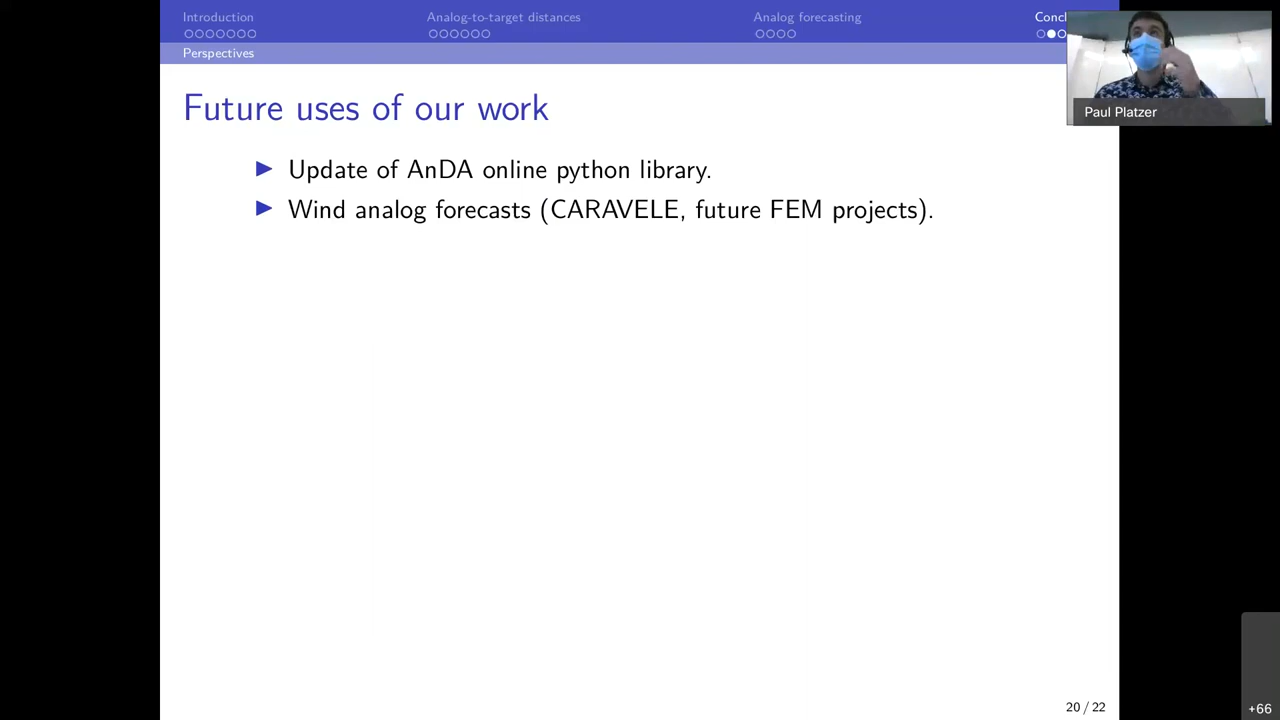 Introduction
Analog-to-target distances
Analog forecasting
Concl
Perspectives
Paul Platzer
Future uses of our work
Update of AnDA online python library.
Wind analog forecasts (CARAVELE, future FEM projects).
20 / 22
+66